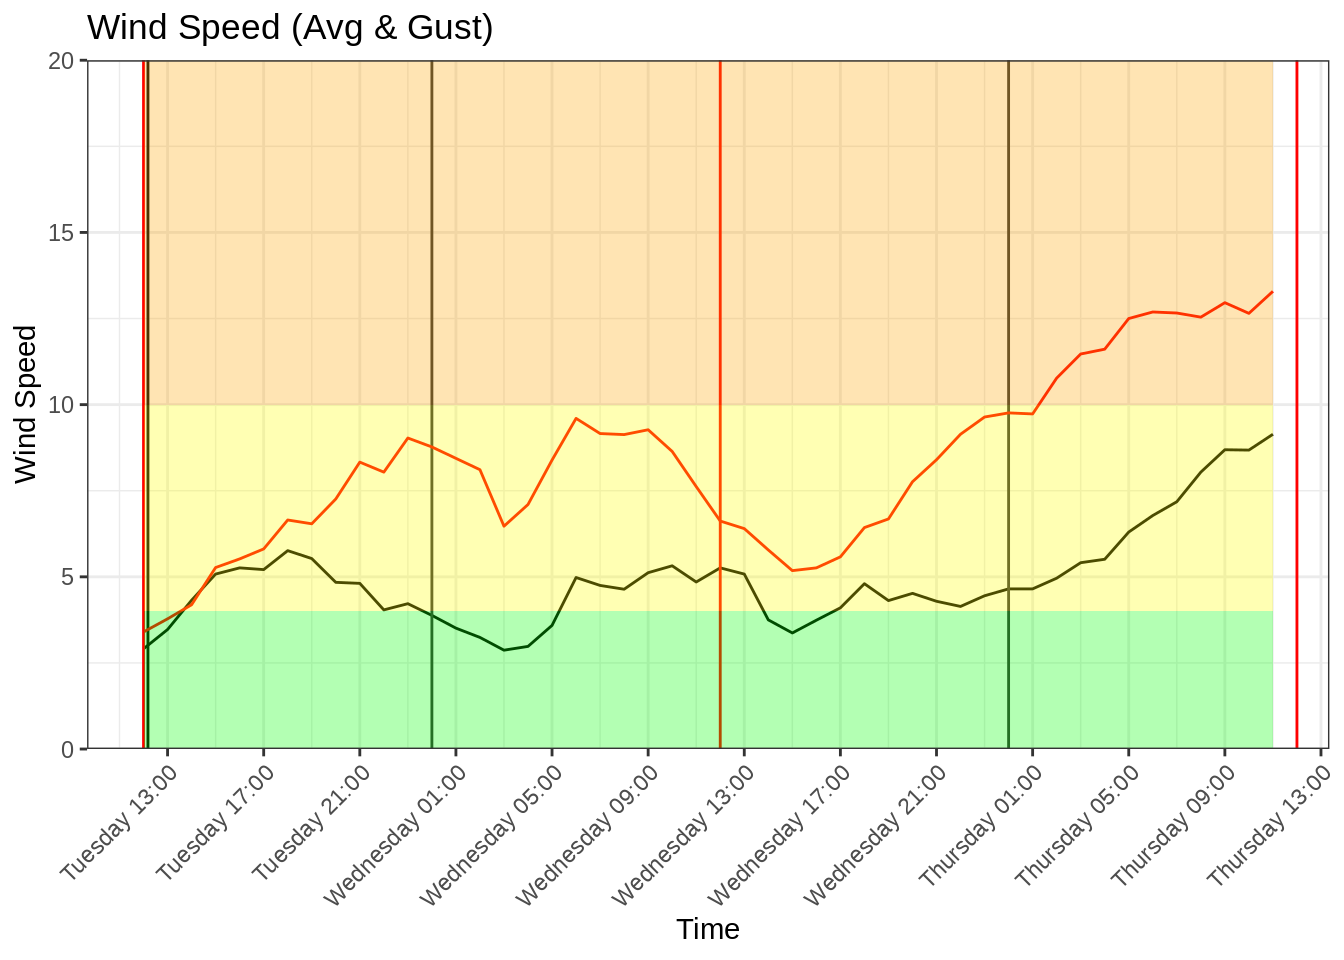 Wind Speed (Avg & Gust)
20
15
10
5
0
Wind Speed
Tuesday 13:00
Tuesday 17:00
Tuesday 21:00
Wednesday 01:00
Wednesday 05:00
Wednesday 09:00
Wednesday 13:00
Wednesday 17:00
Wednesday 21:00
Thursday 01:00
Thursday 05:00
Thursday 09:00
Thursday 13:00
Time